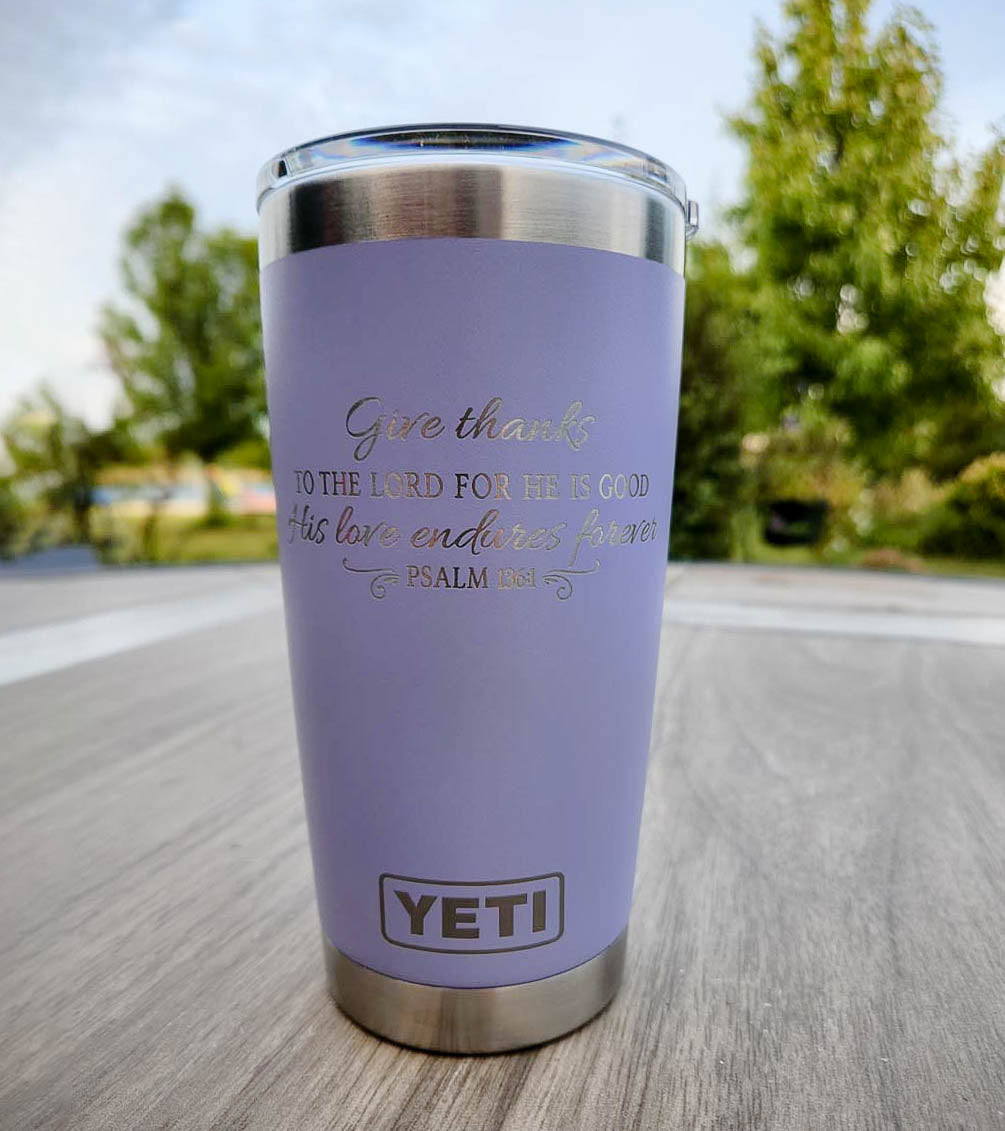 Give thanks
TO THE LORD FOR HE IS GOOD
His love endures forever
PSALM 136:1
YETI